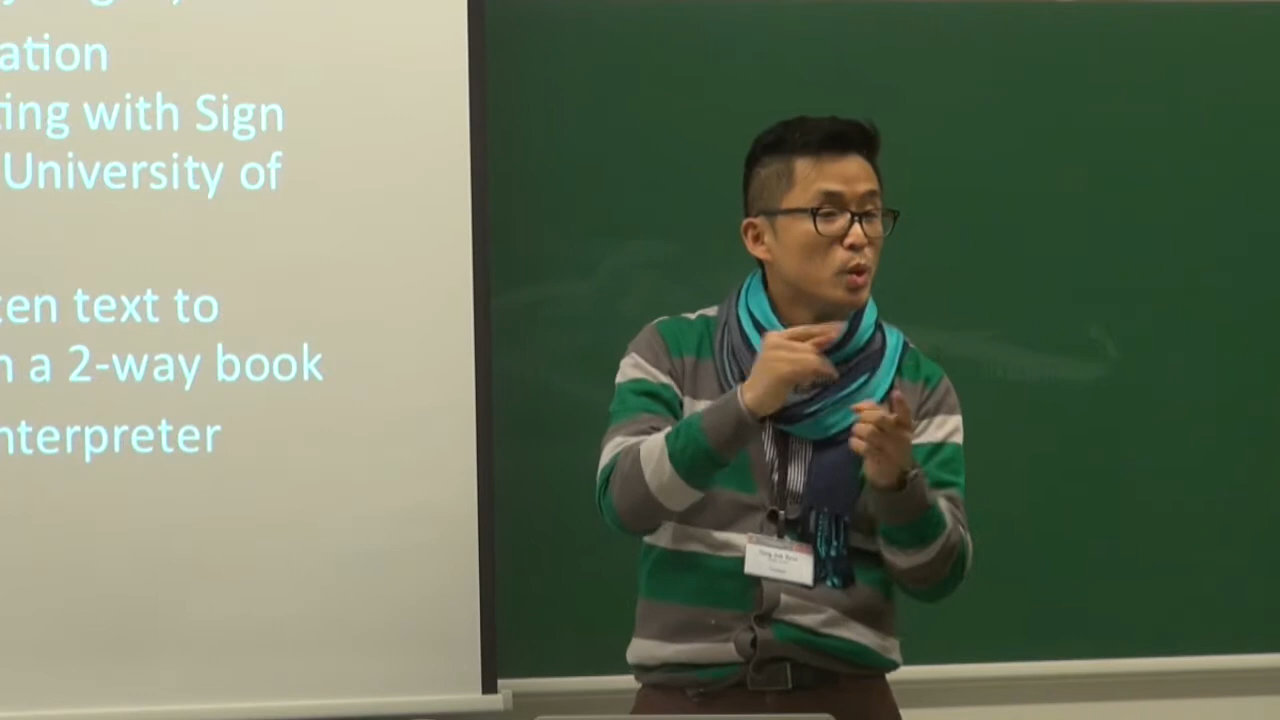 ation
ting with Sign
University of
ten text to
n a 2-way book
nterpreter